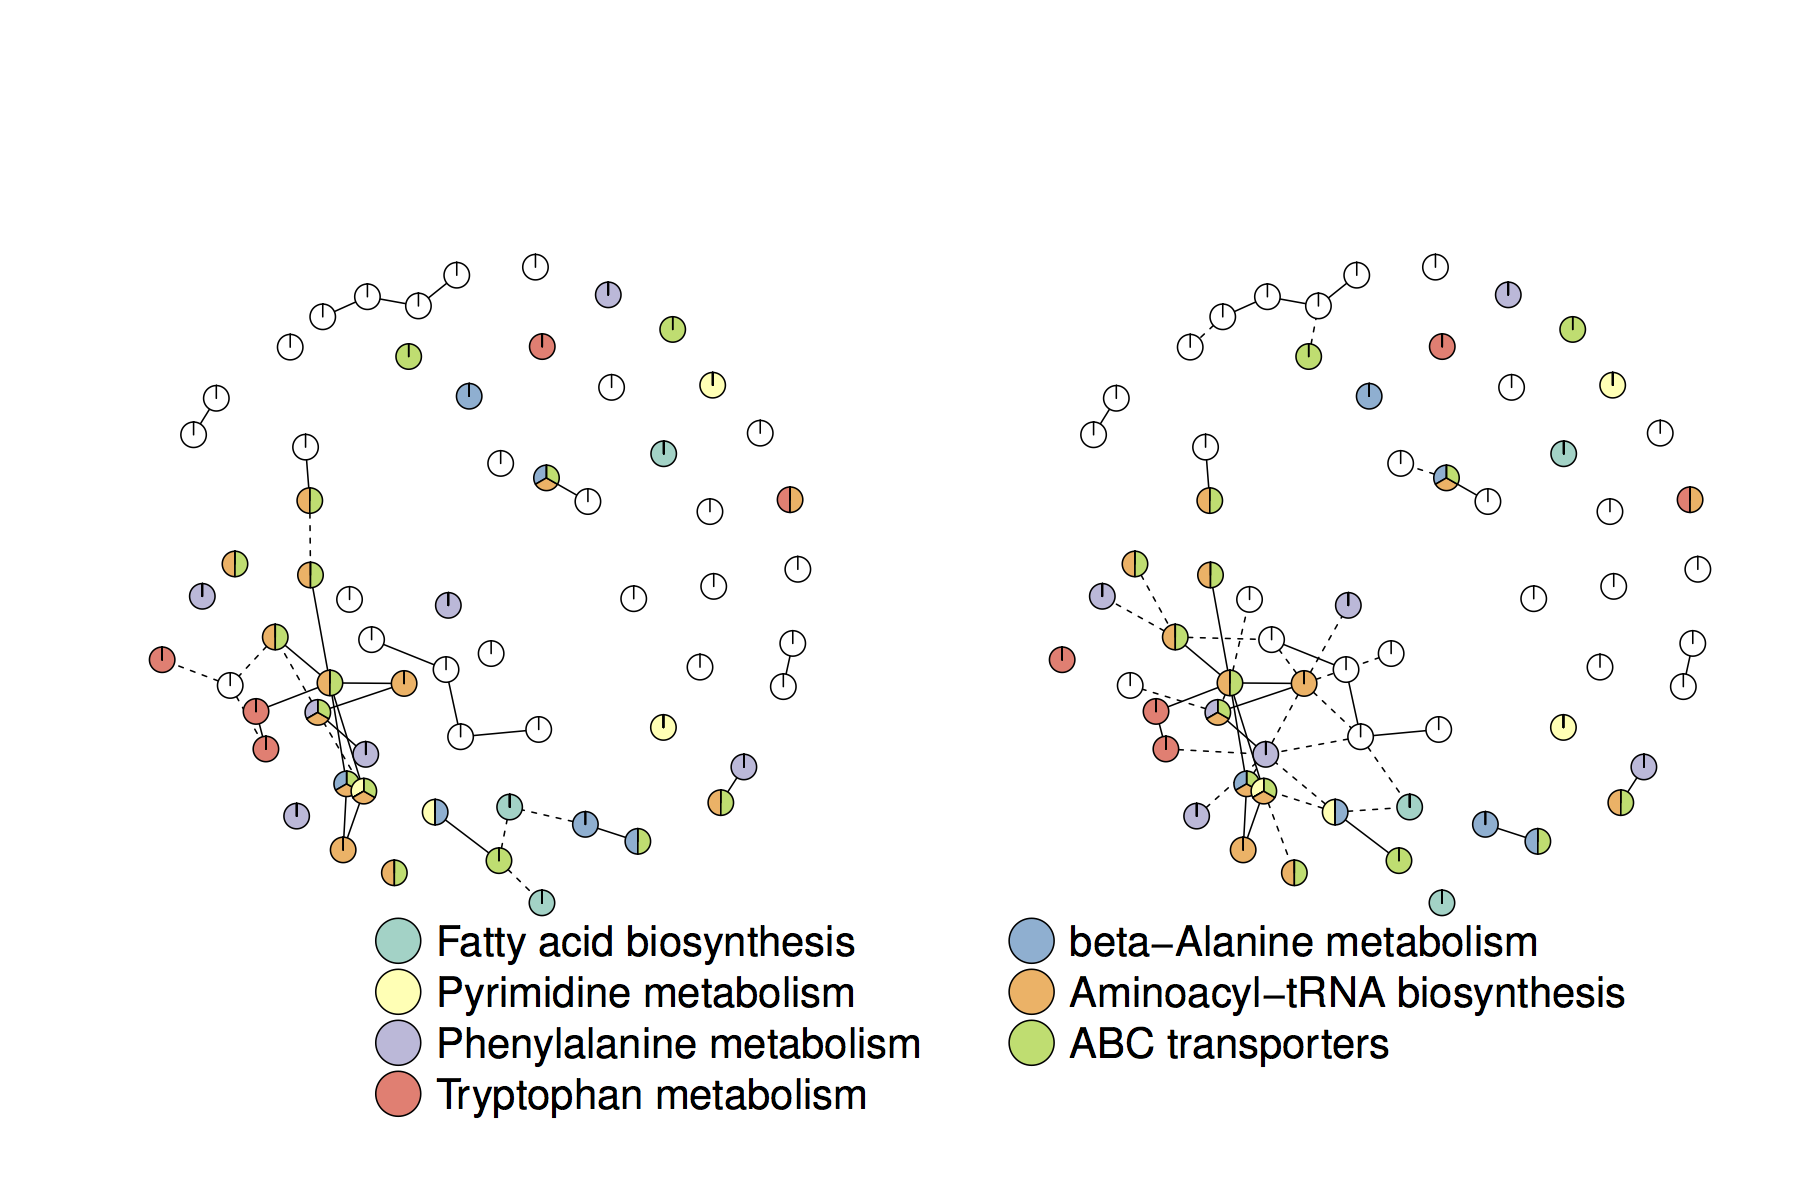 Fatty acid biosynthesis
Pyrimidine metabolism
Phenylalanine metabolism
Tryptophan metabolism
beta−Alanine metabolism
Aminoacyl−tRNA biosynthesis
ABC transporters